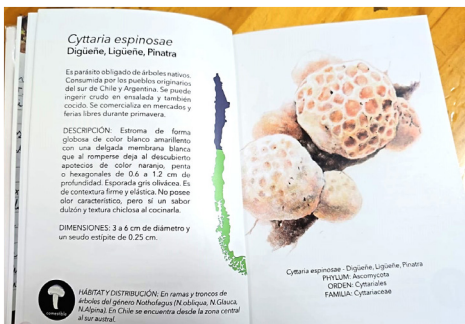 Cyttaria espinosae
Digüeñe, Ligüeñe, Pinatra
Es parásito obligado de árboles nativos.
Consumida por los pueblos originarios
del sur de Chile y Argentina. Se puede
ingerir crudo en ensalada y también
cocido. Se comercializa en mercados y
ferias libres durante primavera.
DESCRIPCIÓN: Estroma de forma
globosa de color blanco amarillento
con una delgada membrana blanca
que al romperse deja al descubierto
apotecios de color naranjo, penta
o hexagonales de 0.6 a 1.2 cm de
profundidad. Esporada gris olivácea. Es
de contextura firme y elástica. No posee
olor característico, pero sí un sabor
dulzón y textura chiclosa al cocinarla.
DIMENSIONES: 3 a 6 cm de diámetro y
un seudo estípite de 0.25 cm.
comestible
HÁBITAT Y DISTRIBUCIÓN: En ramas y troncos de
árboles del género Nothofagus (N.obliqua, N.Glauca,
N.Alpina). En Chile se encuentra desde la zona central
al sur austral.
Cyttaria espinosae - Digüeñe, Ligüeñe, Pinatra
PHYLUM: Ascomycota
ORDEN: Cyttariales
FAMILIA: Cyttariaceae